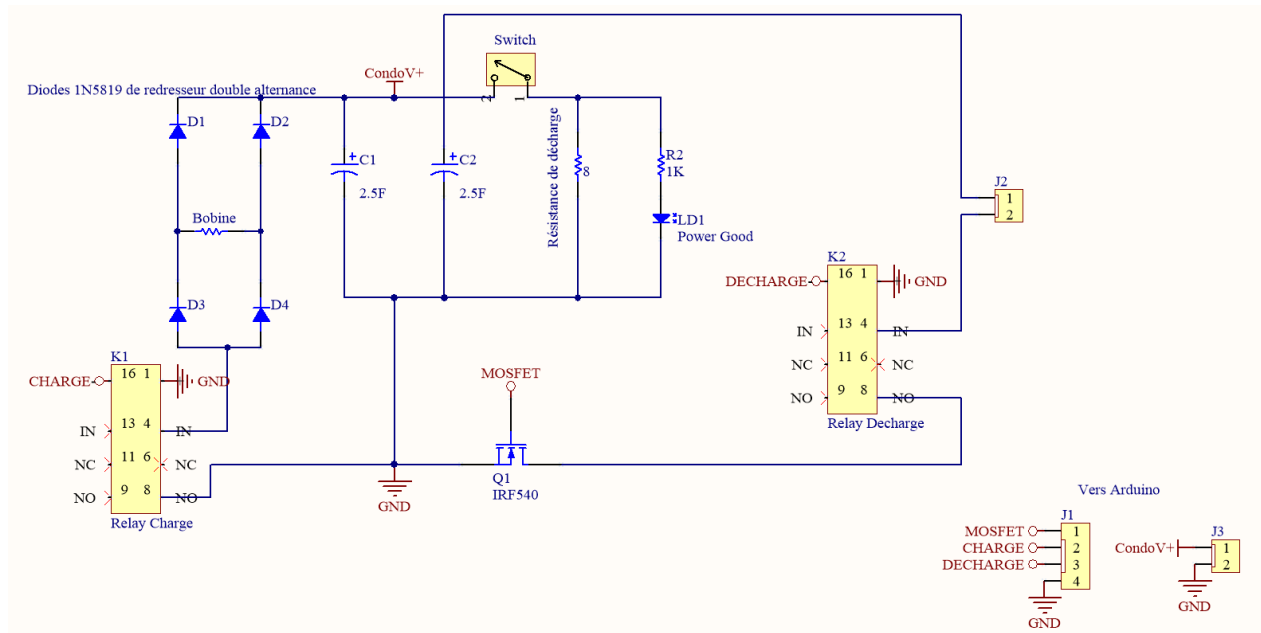 Switch
CondoV+
Diodes 1N5819 de redresseur double alternance
2
1
D1
D2
C1
2.5F
C2
2.5F
Résistance de décharge
8
R2
1K
LD1
Power Good
Bobine
D3
D4
J2
1
2
K2
DECHARGE
16 1
GND
IN
13 4
IN
NC
11 6
NC
NO
9 8
NO
Relay Decharge
K1
CHARGE
16 1
GND
IN
13 4
IN
NC
11 6
NC
NO
9 8
NO
Relay Charge
MOSFET
Q1
IRF540
GND
Vers Arduino
J1
MOSFET
1
CHARGE
2
DECHARGE
3
4
GND
J3
CondoV+
1
2
GND